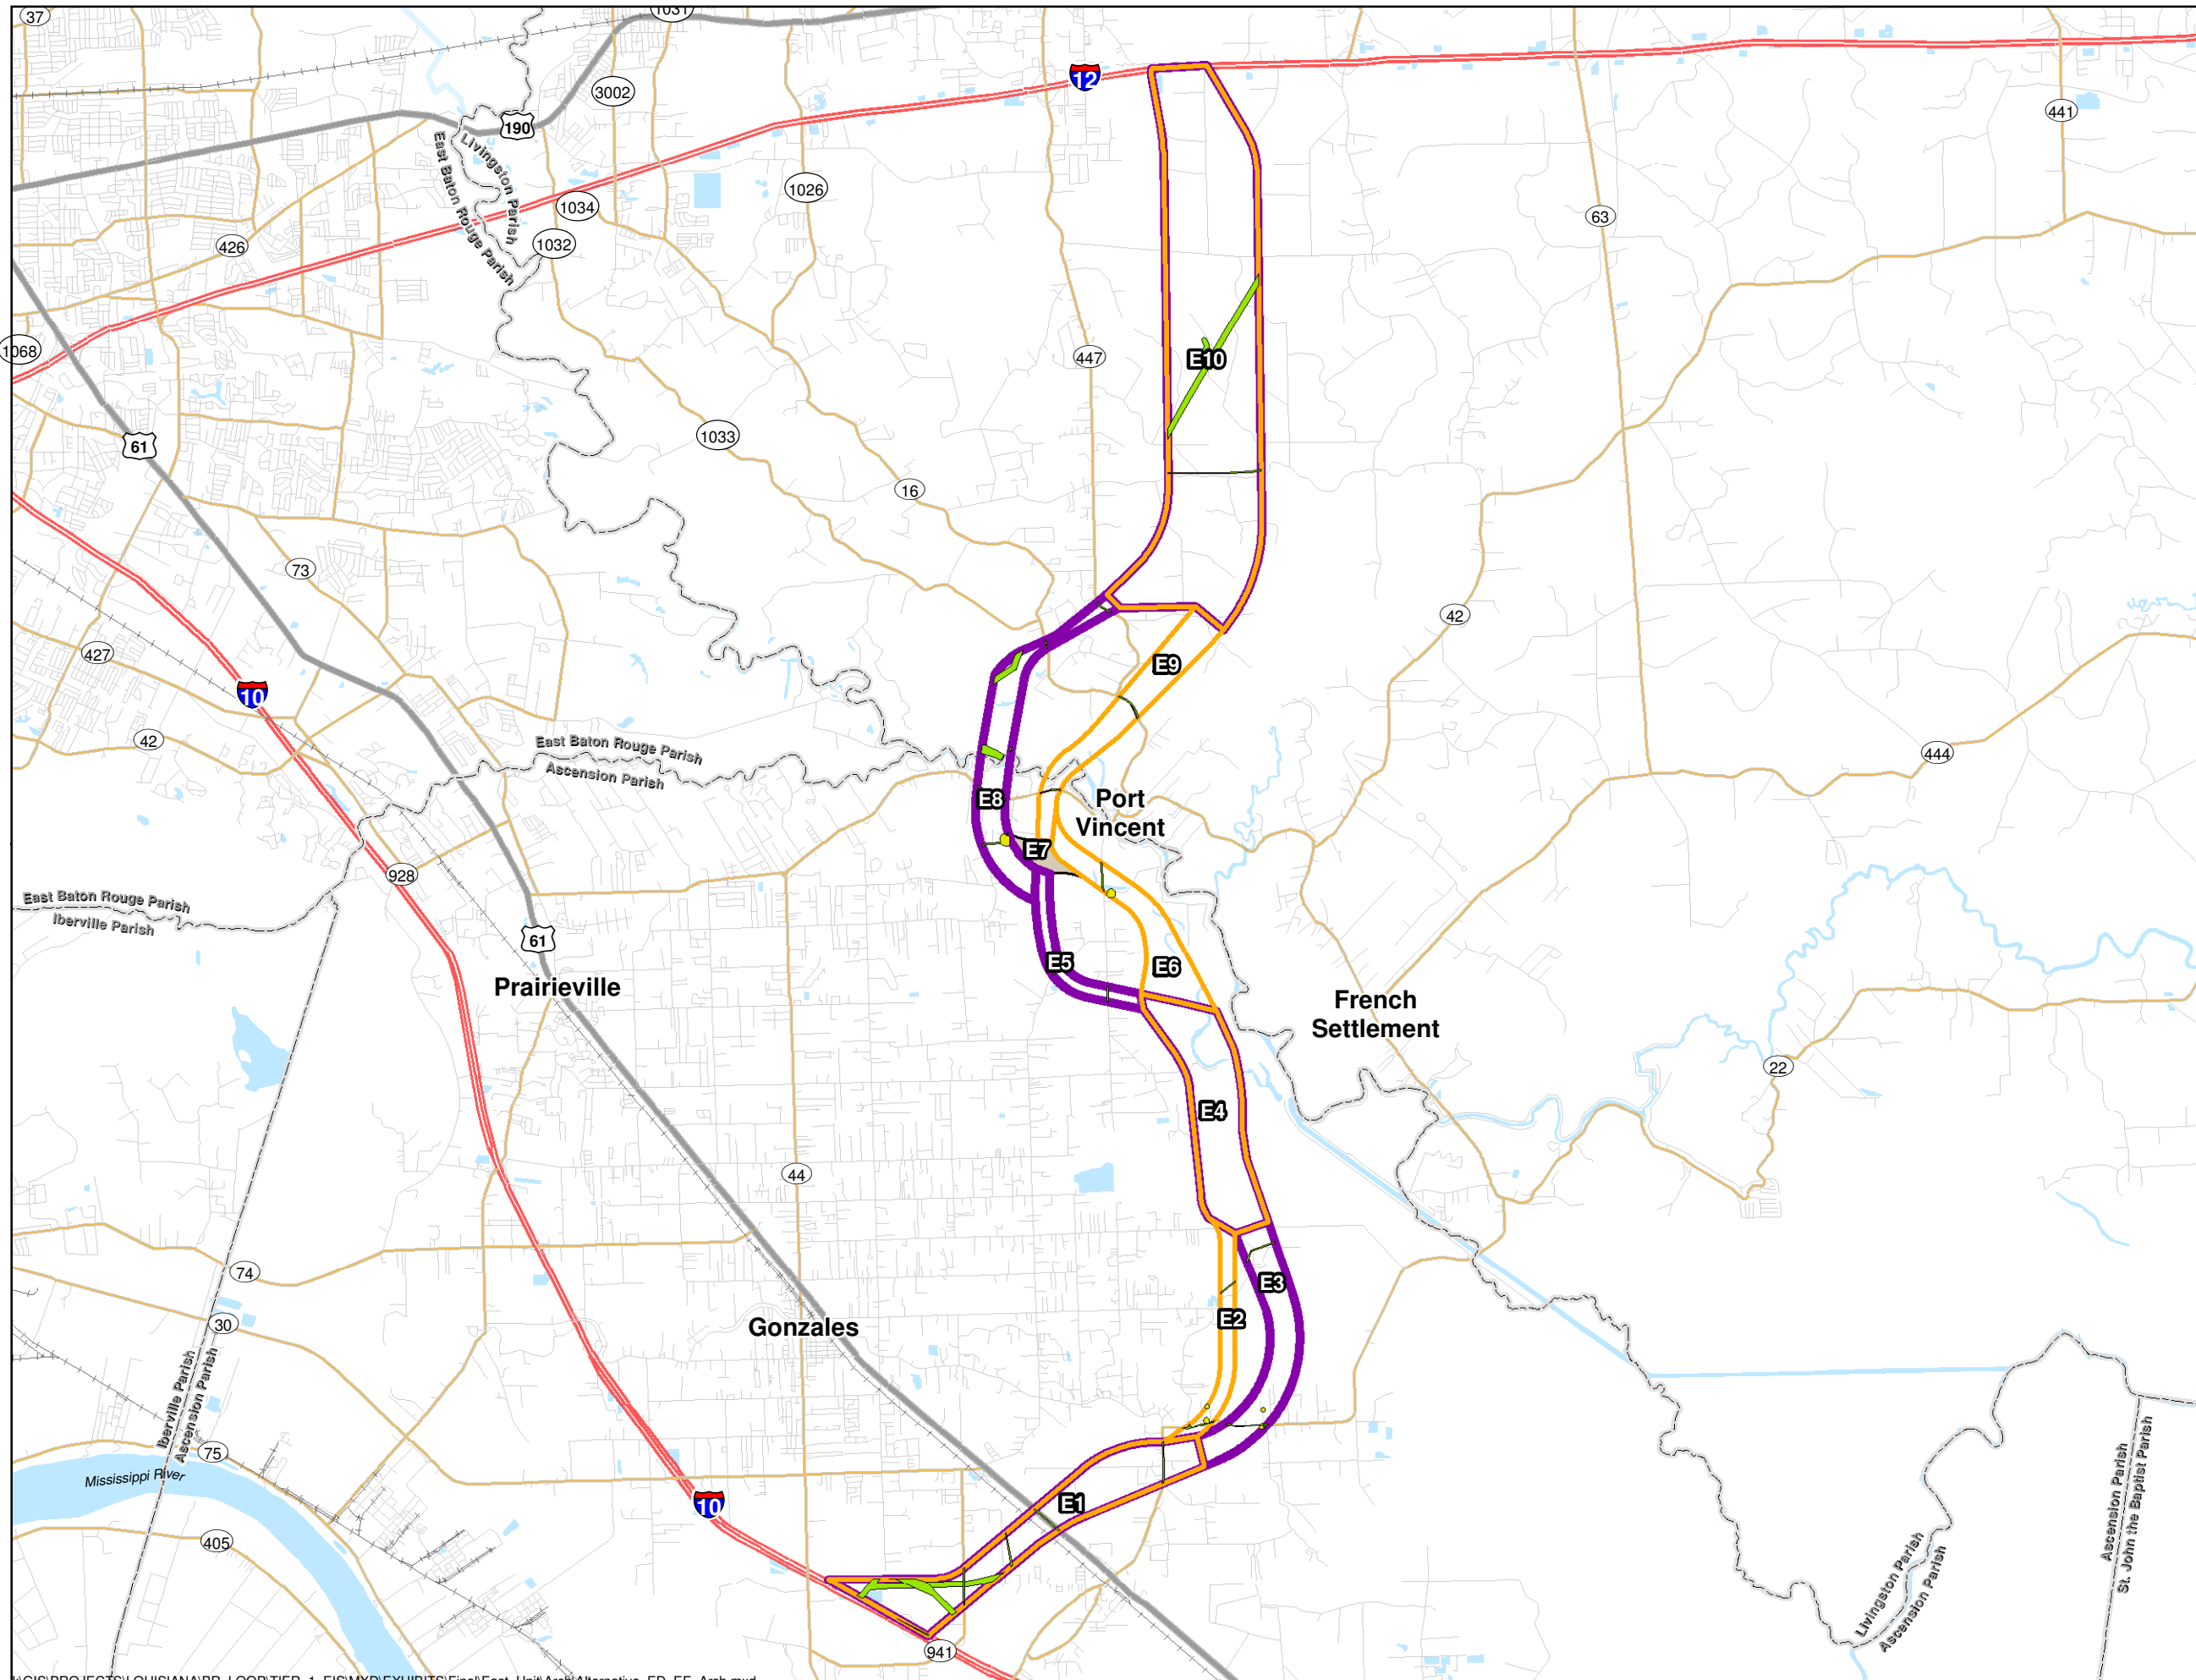 37
1031
12
190
3002
441
Livingston Parish
East Baton Rouge Parish
1026
1034
63
426
1032
1068
447
E10
61
1033
16
73
42
427
E9
10
42
East Baton Rouge Parish
Ascension Parish
444
E8
Port
Vincent
E7
928
East Baton Rouge Parish
Iberville Parish
61
E5
E6
Prairieville
French
Settlement
22
E4
44
74
E3
30
E2
Gonzales
Iberville Parish
Ascension Parish
75
Mississippi River
10
E1
405
Ascension Parish
St. John the Baptist Parish
Livingston Parish
Ascension Parish
941